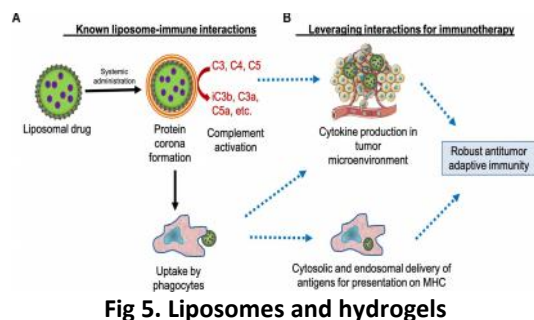 A
Known liposome-immune interactions
B
Leveraging interactions for immunotherapy
Systemic
administration
C3, C4, C5
iC3b, C3a,
C5a, etc.
Liposomal drug
Protein
corona
formation
Complement
activation
Cytokine production in
tumor
microenvironment
Robust antitumor
adaptive immunity
Uptake by
phagocytes
Cytosolic and endosomal delivery of
antigens for presentation on MHC
Fig 5. Liposomes and hydrogels